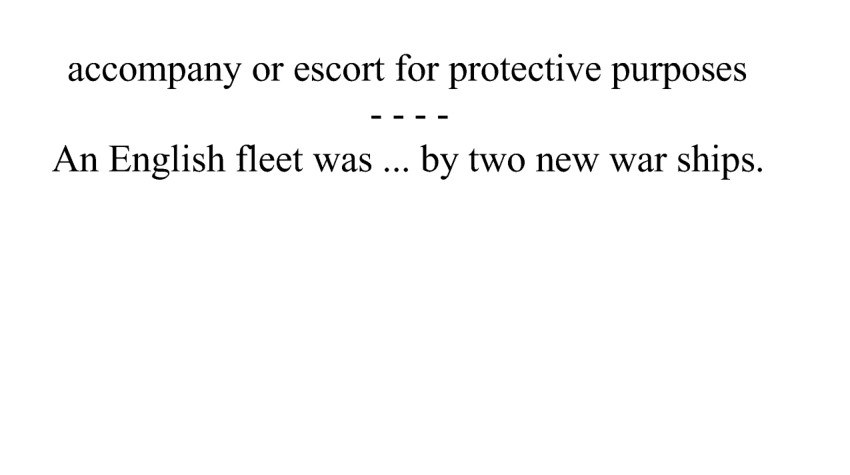 accompany or escort for protective purposes
- - - -
An English fleet was ... by two new war ships.